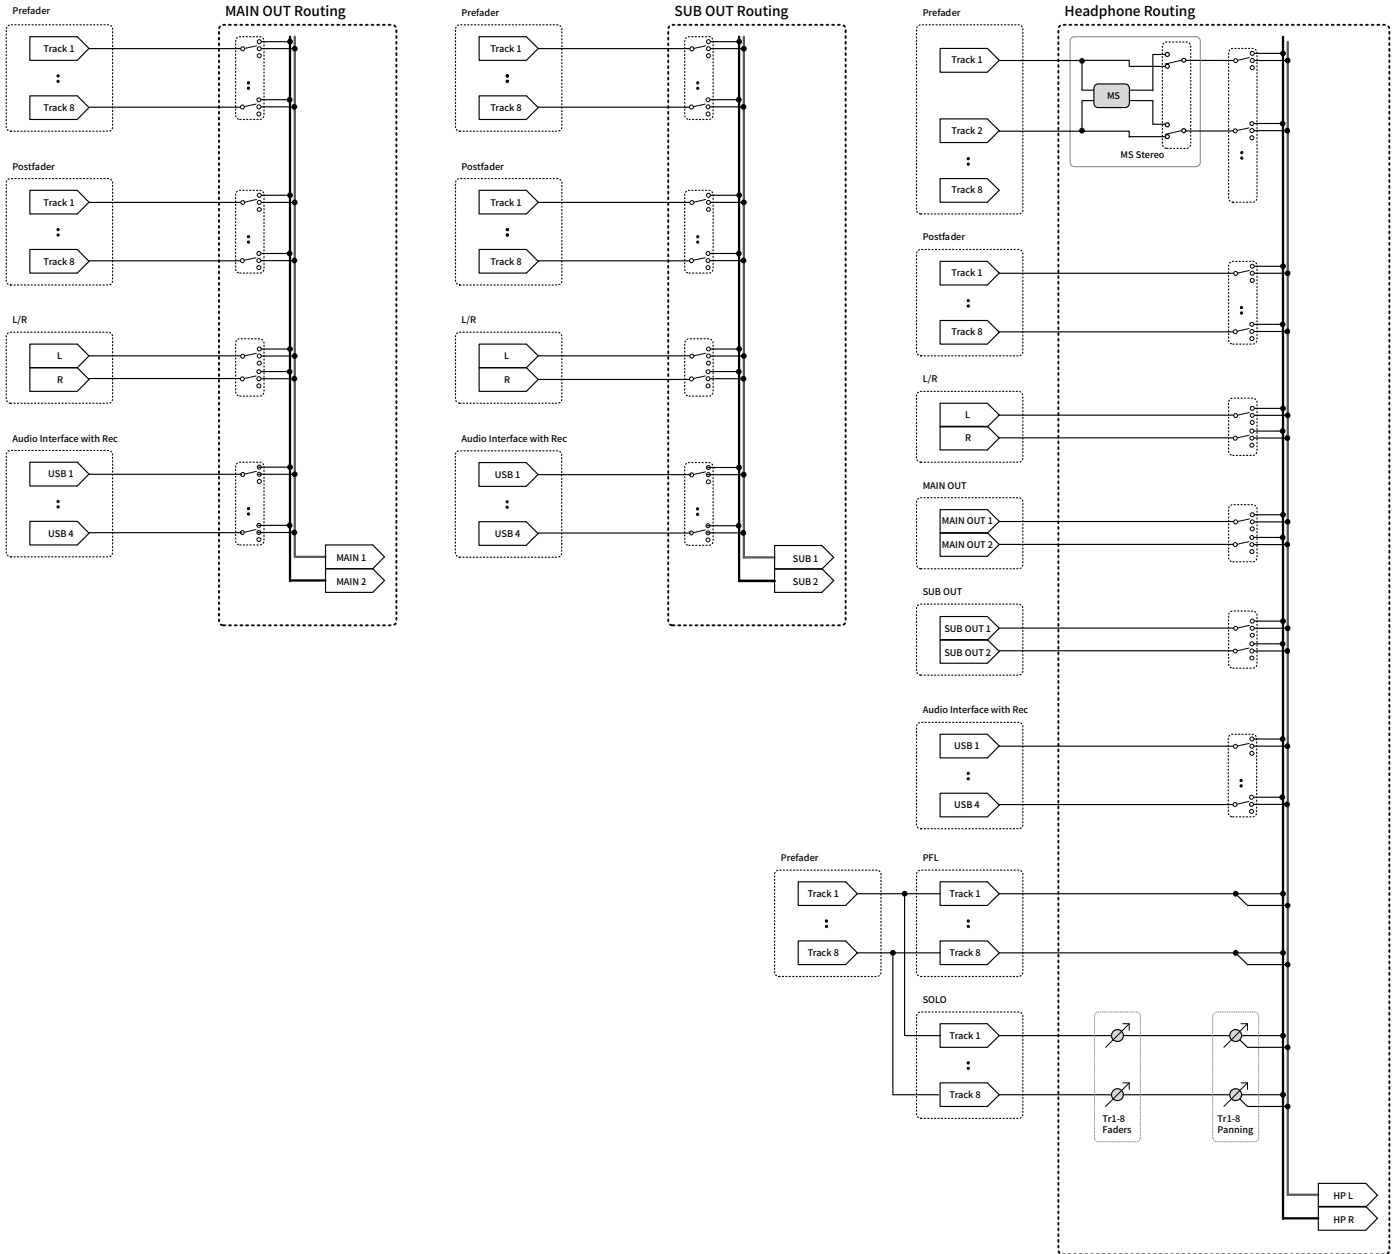 MAIN OUT Routing
Prefader
Track 1
Track 8
Postfader
Track 1
Track 8
L/R
L
R
Audio Interface with Rec
USB 1
USB 4
MAIN 1
MAIN 2
SUB OUT Routing
Prefader
Track 1
Track 8
Postfader
Track 1
Track 8
L/R
L
R
Audio Interface with Rec
USB 1
USB 4
SUB 1
SUB 2
Headphone Routing
Prefader
Track 1
MS
Track 2
MS Stereo
Track 8
Postfader
Track 1
Track 8
L/R
L
R
MAIN OUT
MAIN OUT 1
MAIN OUT 2
SUB OUT
SUB OUT 1
SUB OUT 2
Audio Interface with Rec
USB 1
USB 4
Prefader
Track 1
Track 8
PFL
Track 1
Track 8
SOLO
Track 1
Track 8
Tr1-8
Faders
Tr1-8
Panning
HP L
HP R